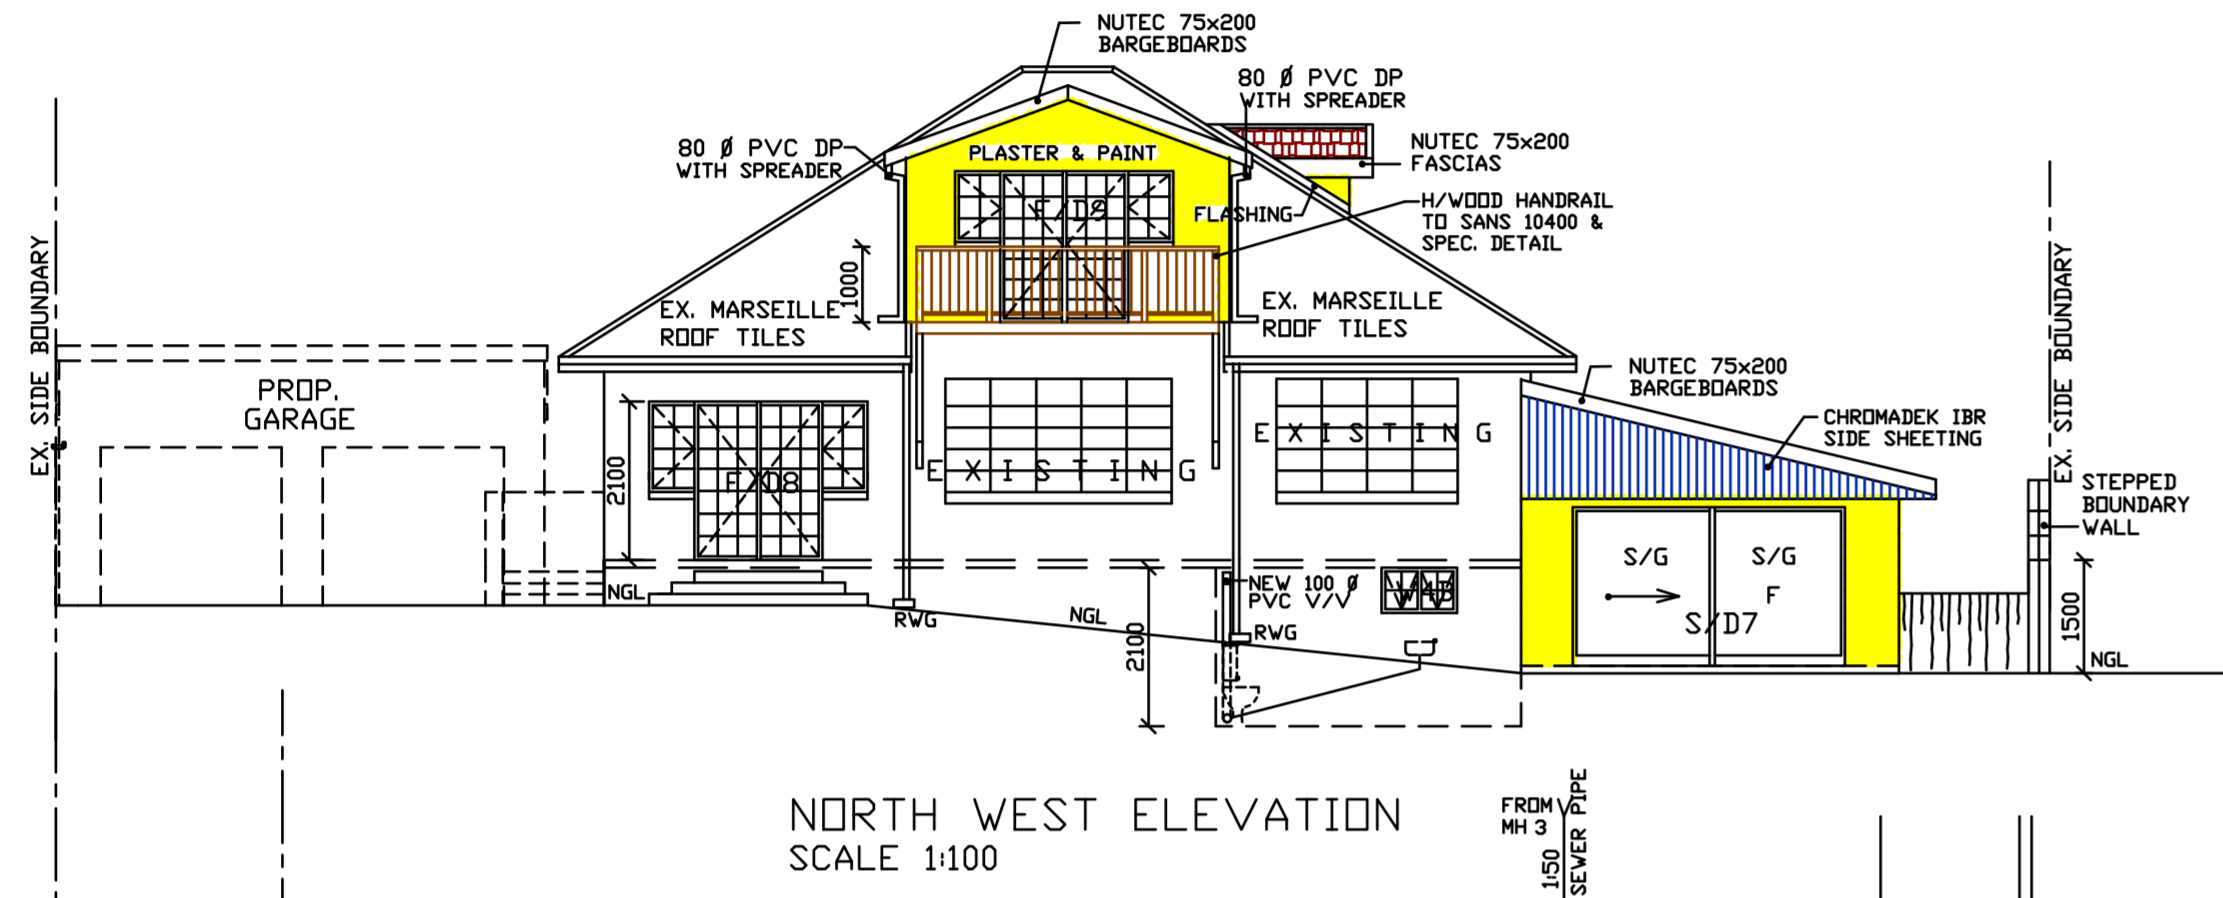 NUTEC 75x200
BARGEBOARDS
80 Ø PVC DP
WITH SPREADER
80 Ø PVC DP
WITH SPREADER
PLASTER & PAINT
NUTEC 75x200
FASCIAS
F/D9
FLASHING
H/WOOD HANDRAIL
TO SANS 10400 &
SPEC. DETAIL
EX. SIDE BOUNDARY
EX. SIDE BOUNDARY
1000
EX. MARSEILLE
ROOF TILES
EX. MARSEILLE
ROOF TILES
PROP.
GARAGE
NUTEC 75x200
BARGEBOARDS
CHROMADEK IBR
SIDE SHEETING
EXISTING
EXISTING
2100
F/D8
STEPPED
BOUNDARY
WALL
S/G
S/G
F
S/D7
NGL
RWG
NGL
2100
NEW 100 Ø
PVC V/V
RWG
W4B
1500
NGL
NORTH WEST ELEVATION
SCALE 1:100
FROM
MH 3
1:50
SEWER PIPE